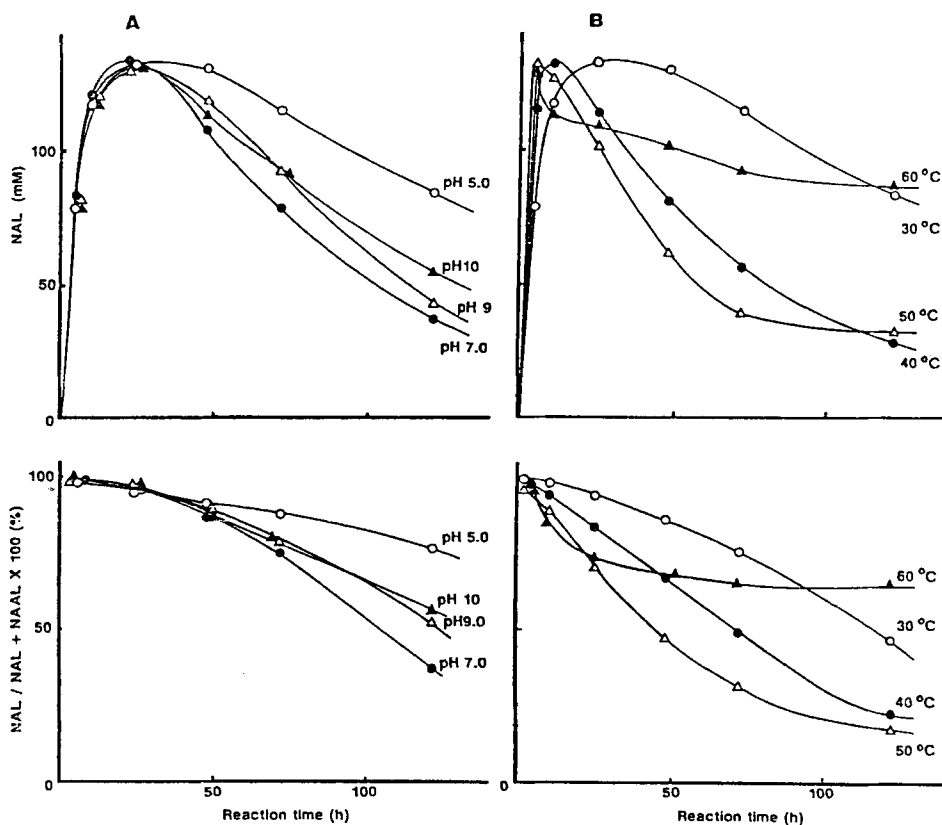 A
B
NAL (mM)
100
50
0
pH 5.0
pH10
pH 9
pH 7.0
60 °C
30 °C
50 °C
40 °C
NAL / NAL + NAAL X 100 (%)
100
50
0
pH 5.0
pH 10
pH9.0
pH 7.0
60 °C
30 °C
40 °C
50 °C
0
50
100
50
100
Reaction time (h)
Reaction time (h)